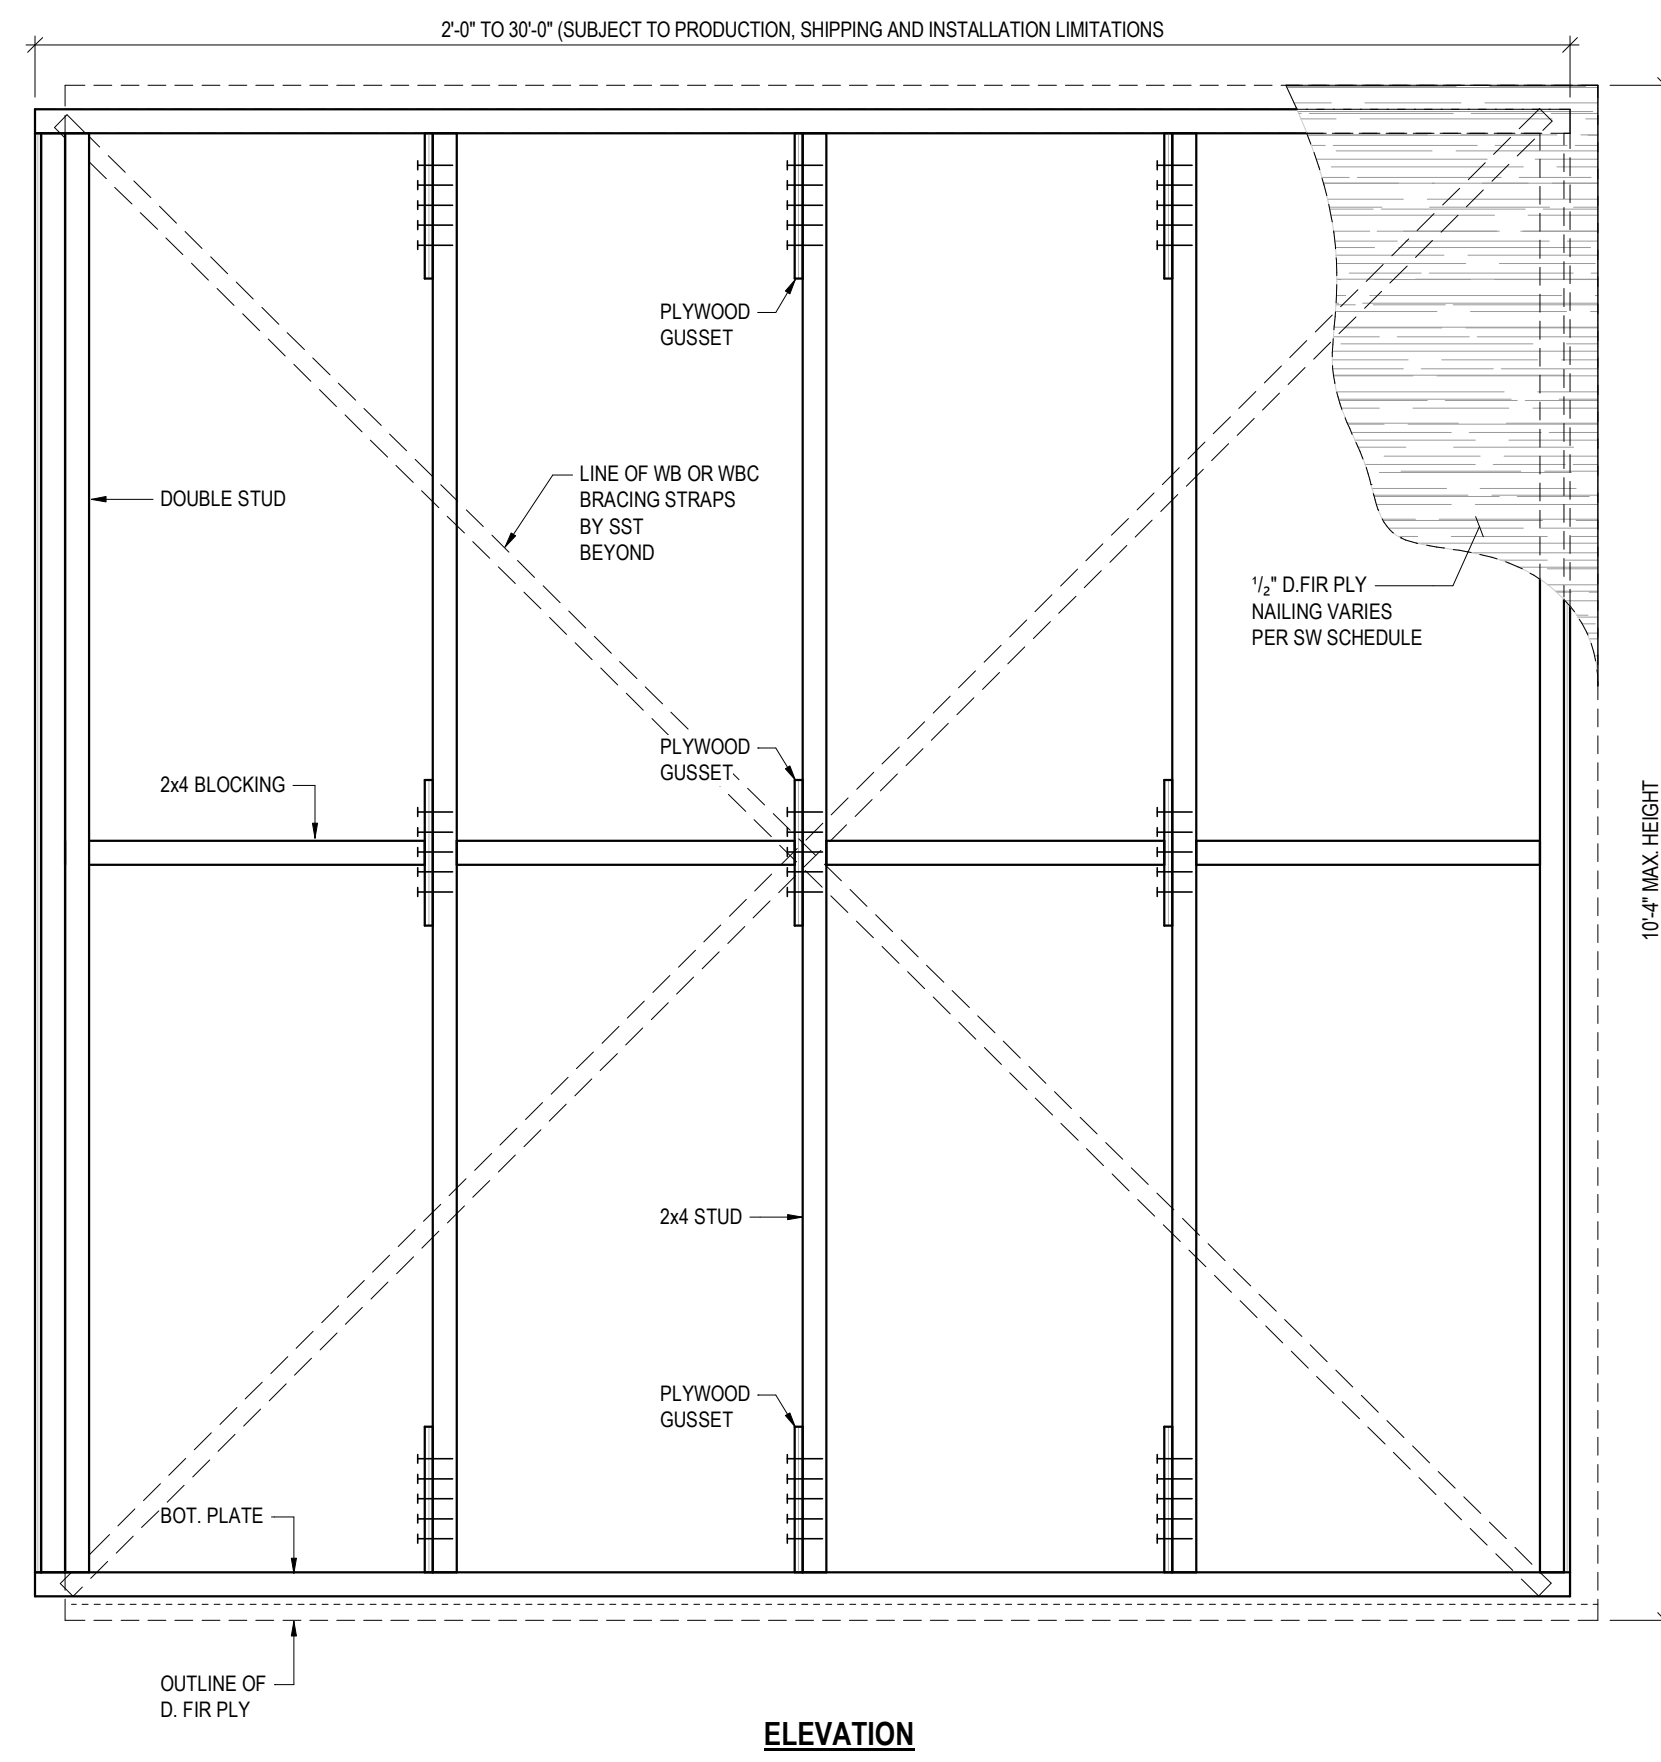 2'-0" TO 30'-0" (SUBJECT TO PRODUCTION, SHIPPING AND INSTALLATION LIMITATIONS
PLYWOOD
GUSSET
LINE OF WB OR WBC
BRACING STRAPS
BY SST
BEYOND
DOUBLE STUD
1/2" D.FIR PLY
NAILING VARIES
PER SW SCHEDULE
PLYWOOD
GUSSET
2x4 BLOCKING
10'-4" MAX. HEIGHT
2x4 STUD
PLYWOOD
GUSSET
BOT. PLATE
OUTLINE OF
D. FIR PLY
ELEVATION